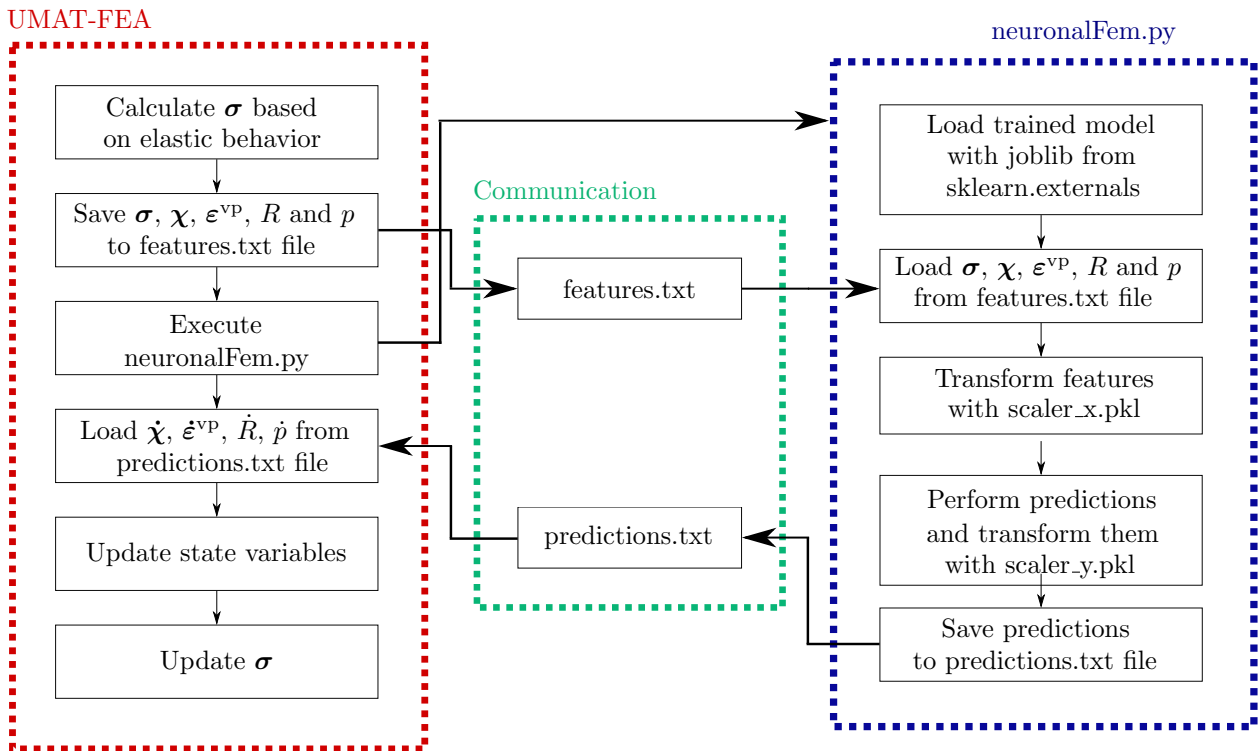 UMAT-FEA
Calculate σ based
on elastic behavior
Save σ, χ, ε^vp, R and p
to features.txt file
Execute
neuronalFem.py
Load χ̇, ε̇^vp, Ṙ, ṗ from
predictions.txt file
Update state variables
Update σ
Communication
features.txt
predictions.txt
neuronalFem.py
Load trained model
with joblib from
sklearn.externals
Load σ, χ, ε^vp, R and p
from features.txt file
Transform features
with scaler_x.pkl
Perform predictions
and transform them
with scaler_y.pkl
Save predictions
to predictions.txt file